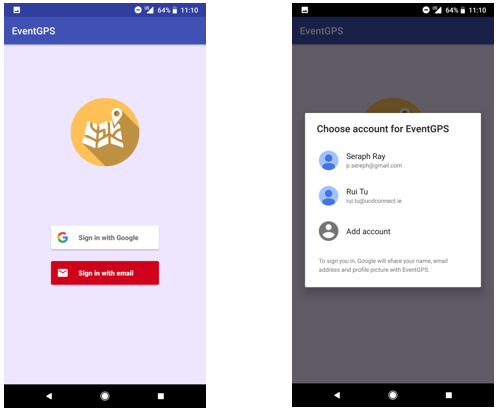 64% 11:10
EventGPS
Sign in with Google
Sign in with email
64% 11:10
EventGPS
Choose account for EventGPS
Seraph Ray
p.sereph@gmail.com
Rui Tu
rui.tu@ucdconnect.ie
Add account
To sign you in, Google will share your name, email
address and profile picture with EventGPS.